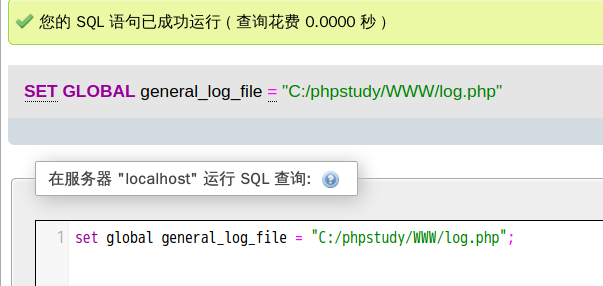 您的 SQL 语句已成功运行 ( 查询花费 0.0000 秒 )
SET GLOBAL general_log_file = "C:/phpstudy/WWW/log.php"
在服务器 "localhost" 运行 SQL 查询:
1 set global general_log_file = "C:/phpstudy/WWW/log.php";